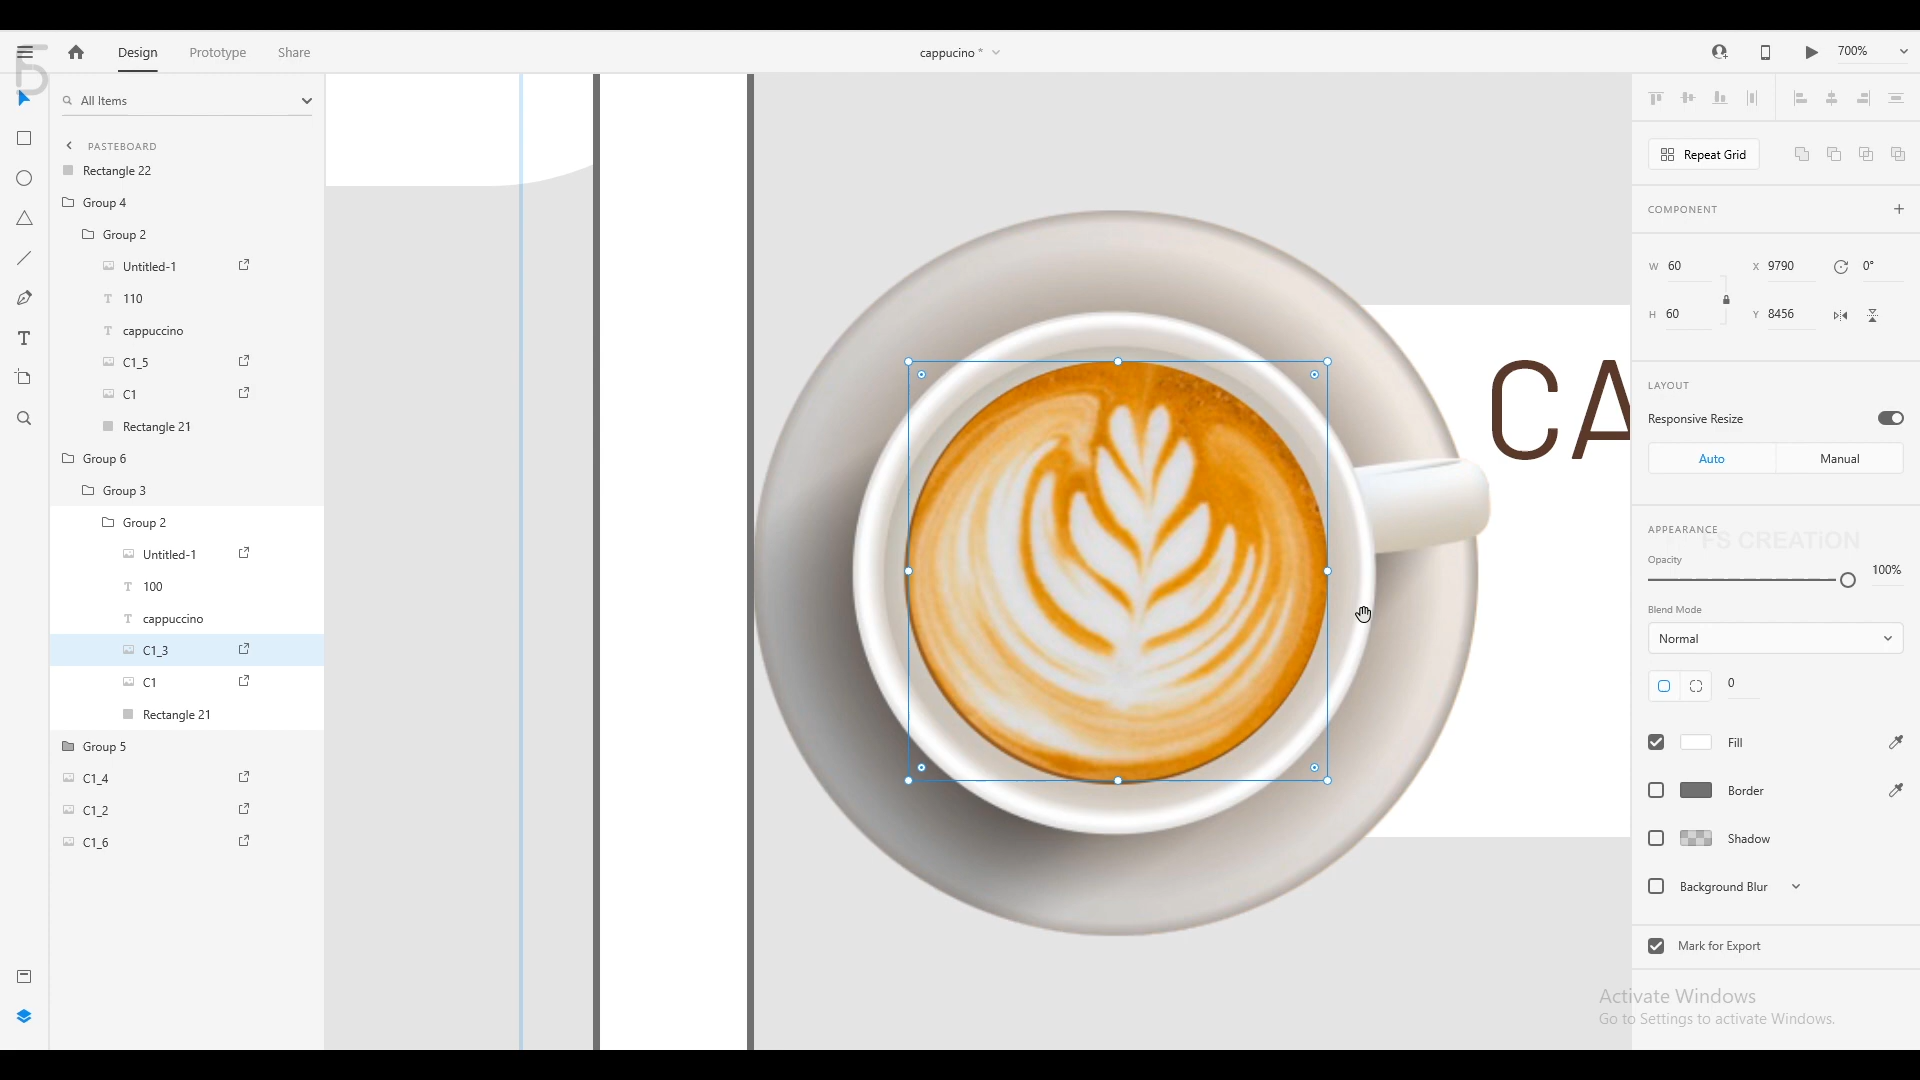 Design
Prototype
Share
cappucino *
700%
All Items
PASTEBOARD
Rectangle 22
Group 4
Group 2
Untitled-1
110
cappuccino
C1_5
C1
Rectangle 21
Group 6
Group 3
Group 2
Untitled-1
100
cappuccino
C1_3
C1
Rectangle 21
Group 5
C1_4
C1_2
C1_6
CA
Repeat Grid
COMPONENT
W 60
X 9790
0°
H 60
Y 8456
LAYOUT
Responsive Resize
Auto
Manual
APPEARANCE
FS CREATiON
Opacity
100%
Blend Mode
Normal
0
Fill
Border
Shadow
Background Blur
Mark for Export
Activate Windows
Go to Settings to activate Windows.